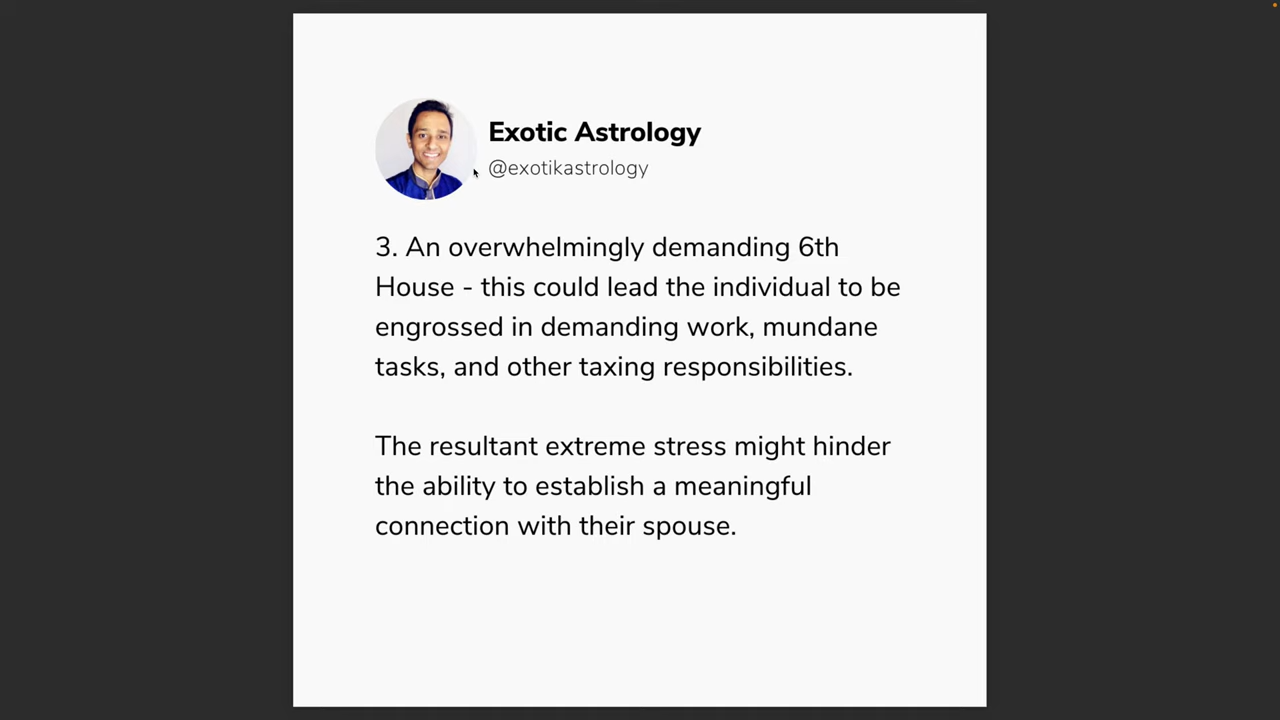 Exotic Astrology
@exotikastrology
3. An overwhelmingly demanding 6th
House - this could lead the individual to be
engrossed in demanding work, mundane
tasks, and other taxing responsibilities.
The resultant extreme stress might hinder
the ability to establish a meaningful
connection with their spouse.